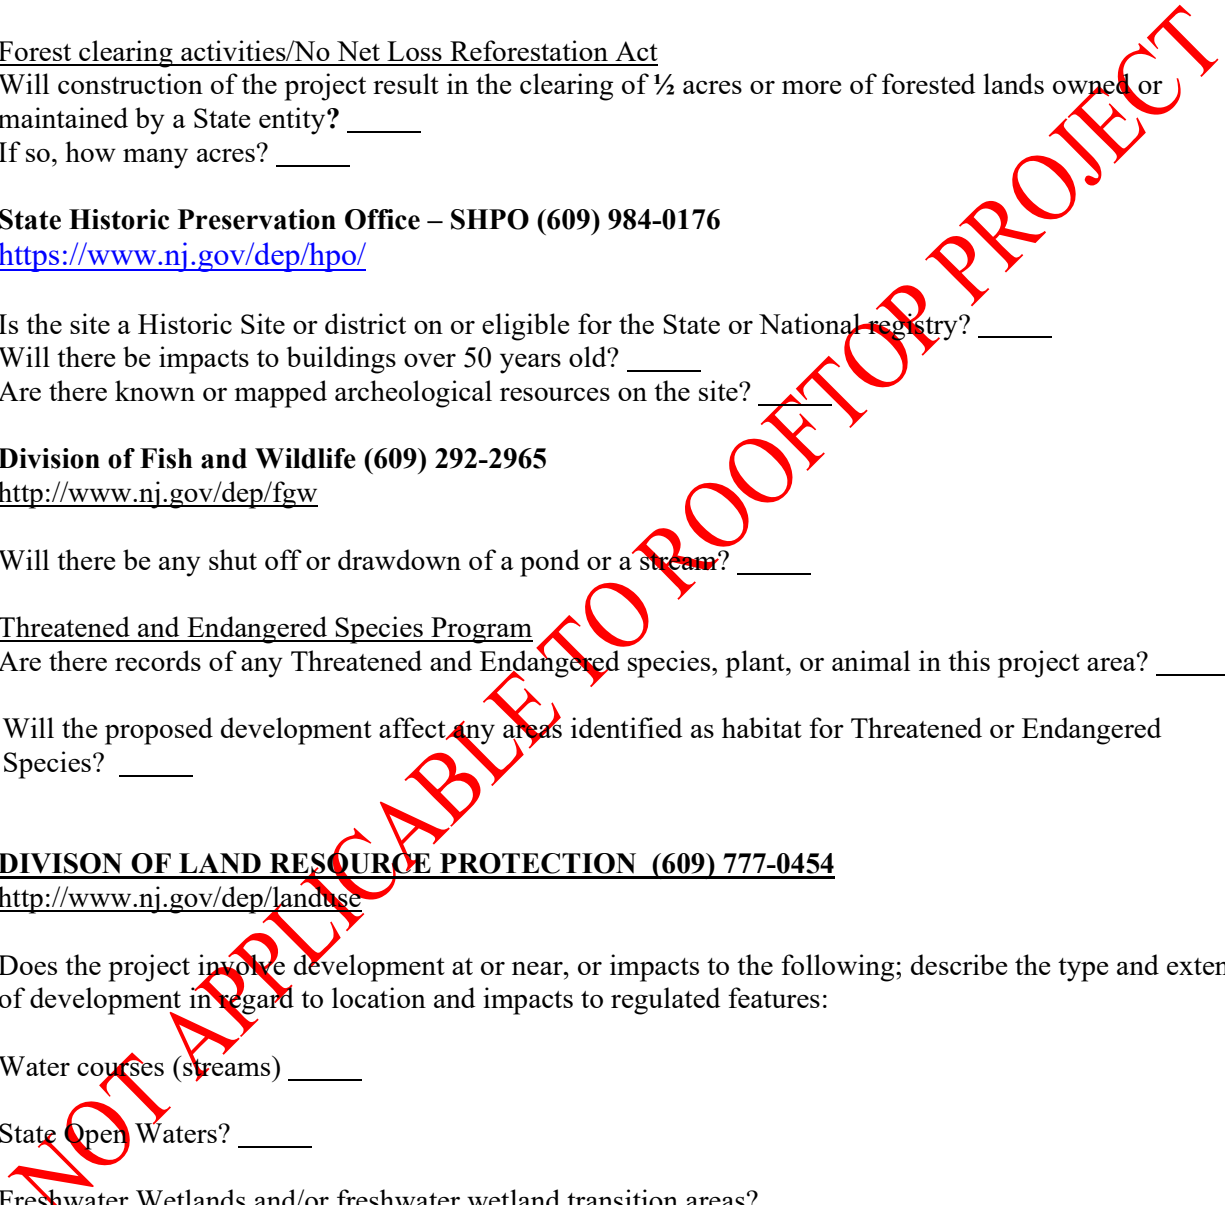 Forest clearing activities/No Net Loss Reforestation Act
Will construction of the project result in the clearing of ½ acres or more of forested lands owned or
maintained by a State entity? _____
If so, how many acres? _____
State Historic Preservation Office – SHPO (609) 984-0176
https://www.nj.gov/dep/hpo/
Is the site a Historic Site or district on or eligible for the State or National registry? _____
Will there be impacts to buildings over 50 years old? _____
Are there known or mapped archeological resources on the site? _____
Division of Fish and Wildlife (609) 292-2965
http://www.nj.gov/dep/fgw
Will there be any shut off or drawdown of a pond or a stream? _____
Threatened and Endangered Species Program
Are there records of any Threatened and Endangered species, plant, or animal in this project area? _____
Will the proposed development affect any areas identified as habitat for Threatened or Endangered
Species? _____
DIVISON OF LAND RESOURCE PROTECTION (609) 777-0454
http://www.nj.gov/dep/landuse
Does the project involve development at or near, or impacts to the following; describe the type and exten
of development in regard to location and impacts to regulated features:
Water courses (streams) _____
State Open Waters? _____
Freshwater Wetlands and/or freshwater wetland transition areas?
NOT APPLICABLE TO ROOFTOP PROJECT